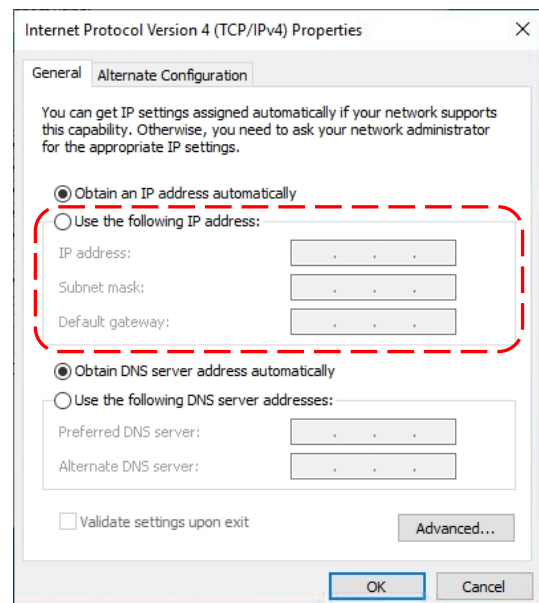 Internet Protocol Version 4 (TCP/IPv4) Properties
General
Alternate Configuration
You can get IP settings assigned automatically if your network supports
this capability. Otherwise, you need to ask your network administrator
for the appropriate IP settings.
Obtain an IP address automatically
Use the following IP address:
IP address:
Subnet mask:
Default gateway:
Obtain DNS server address automatically
Use the following DNS server addresses:
Preferred DNS server:
Alternate DNS server:
Validate settings upon exit
Advanced...
OK
Cancel